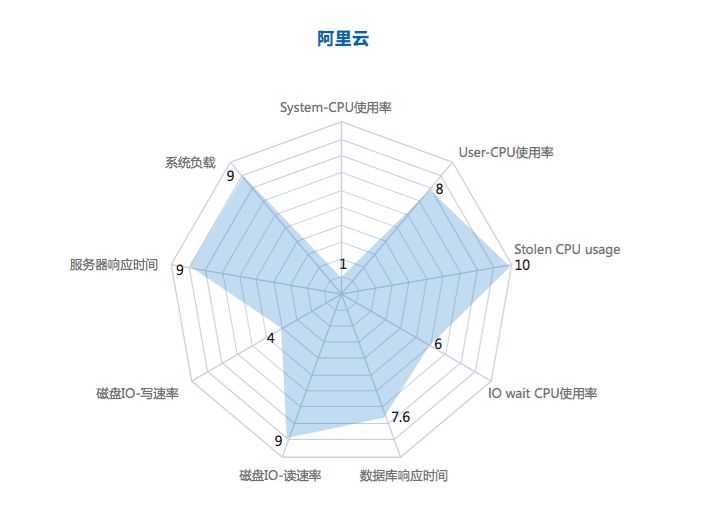 阿里云
System-CPU使用率
User-CPU使用率
系统负载
9
8
Stolen CPU usage
服务器响应时间
1
10
9
4
6
磁盘IO-写速率
IO wait CPU使用率
7.6
9
磁盘IO-读速率
数据库响应时间